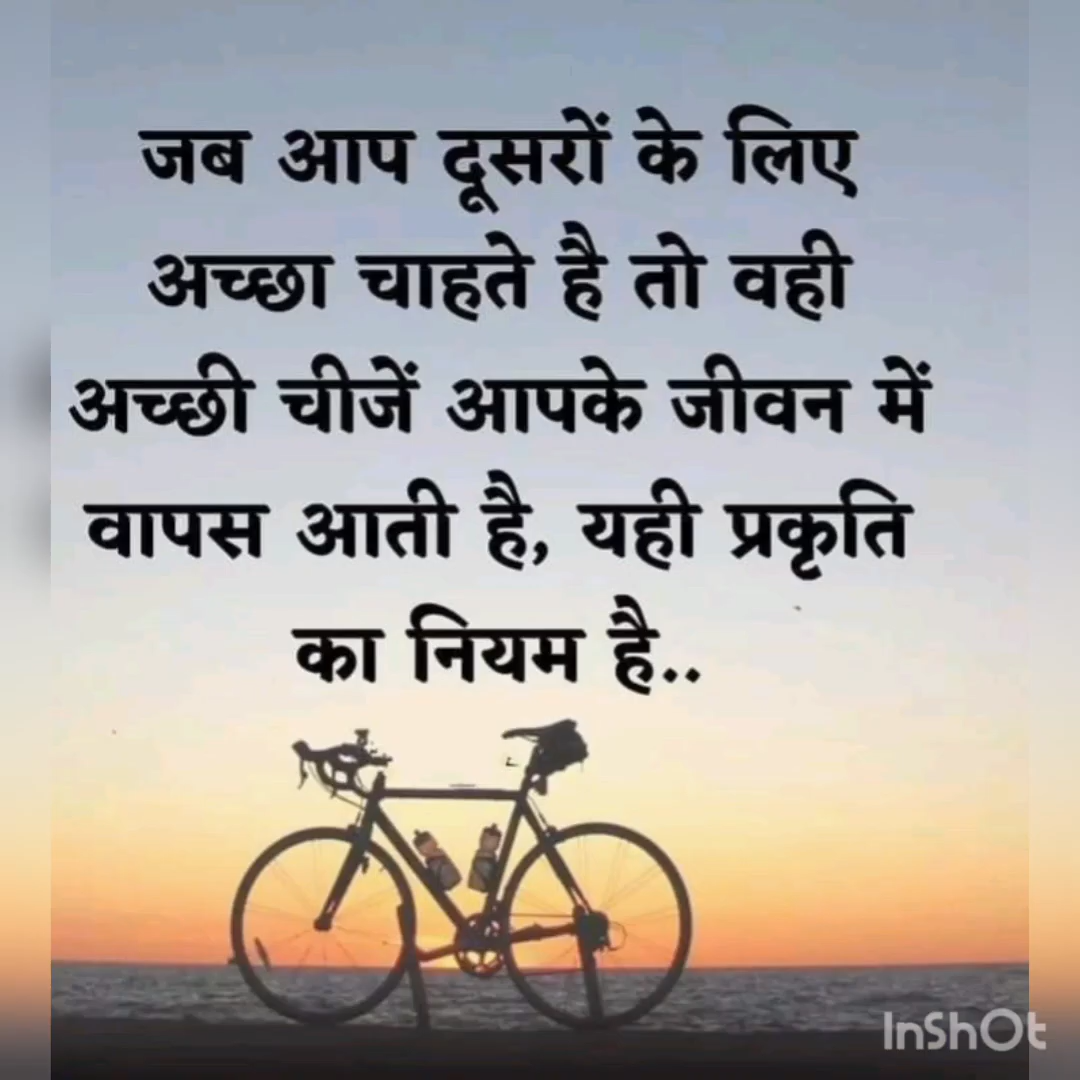 जब आप दूसरों के लिए
अच्छा चाहते है तो वही
अच्छी चीजें आपके जीवन में
वापस आती है, यही प्रकृति
का नियम है..
InShOt